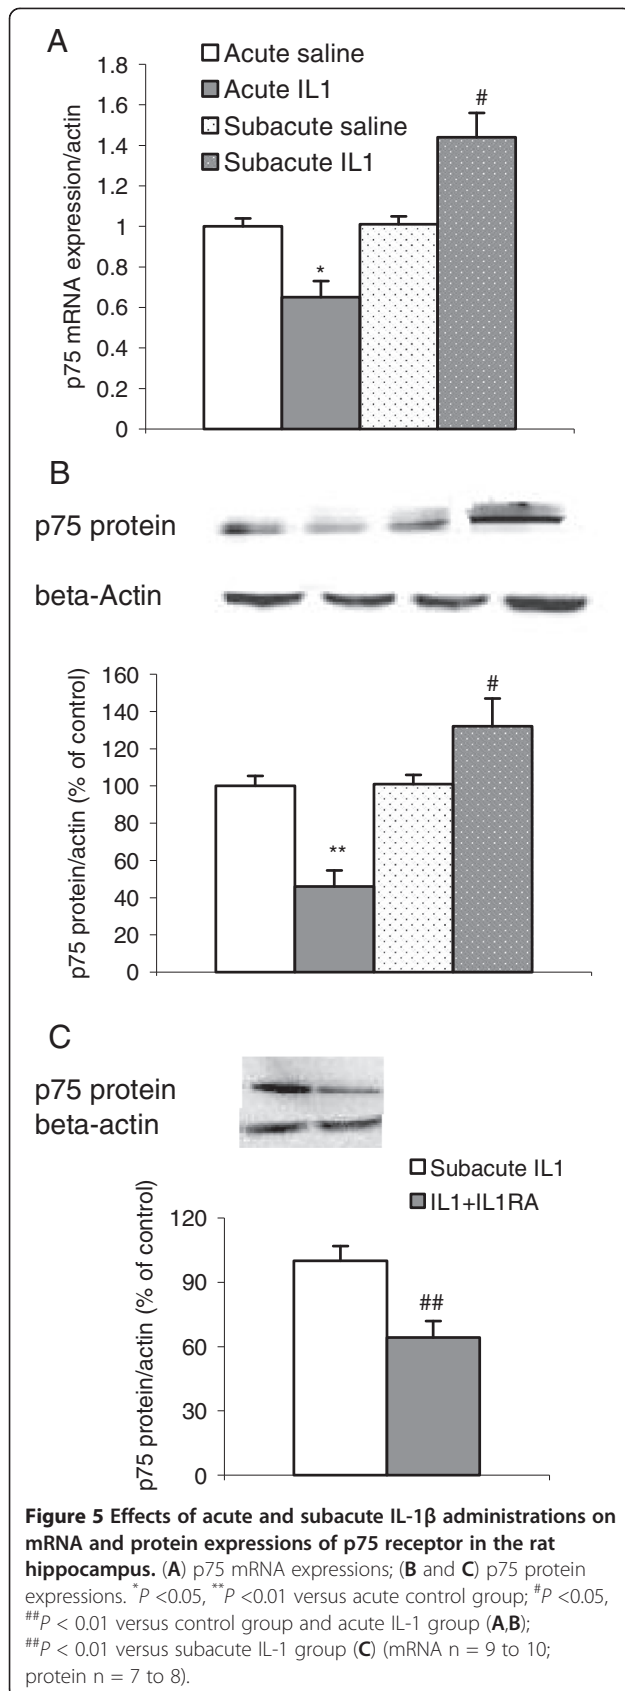 A
p75 mRNA expression/actin
1.8
1.6
1.4
1.2
1
0.8
0.6
0.4
0.2
0
Acute saline
Acute IL1
Subacute saline
Subacute IL1
*
#
B
p75 protein
beta-Actin
p75 protein/actin (% of control)
160
140
120
100
80
60
40
20
0
**
#
C
p75 protein
beta-actin
Subacute IL1
IL1+IL1RA
p75 protein/actin (% of control)
120
90
60
30
0
##
Figure 5 Effects of acute and subacute IL-1β administrations on
mRNA and protein expressions of p75 receptor in the rat
hippocampus. (A) p75 mRNA expressions; (B and C) p75 protein
expressions. *P <0.05, **P <0.01 versus acute control group; #P <0.05,
##P < 0.01 versus control group and acute IL-1 group (A,B);
##P < 0.01 versus subacute IL-1 group (C) (mRNA n = 9 to 10;
protein n = 7 to 8).